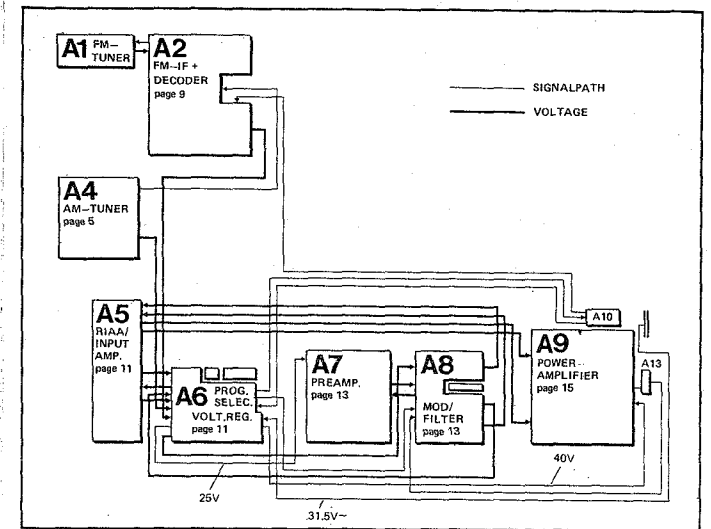 A1 FM-
TUNER
A2
FM-IF +
DECODER
page 9
SIGNALPATH
VOLTAGE
A4
AM-TUNER
page 5
A5
RIAA/
INPUT
AMP.
page 11
A6 PROG.
SELEC.
VOLT.REG.
page 11
A7
PREAMP.
page 13
A8
MOD/
FILTER
page 13
A10
A9
POWER-
AMPLIFIER
page 15
A13
25V
31,5V~
40V